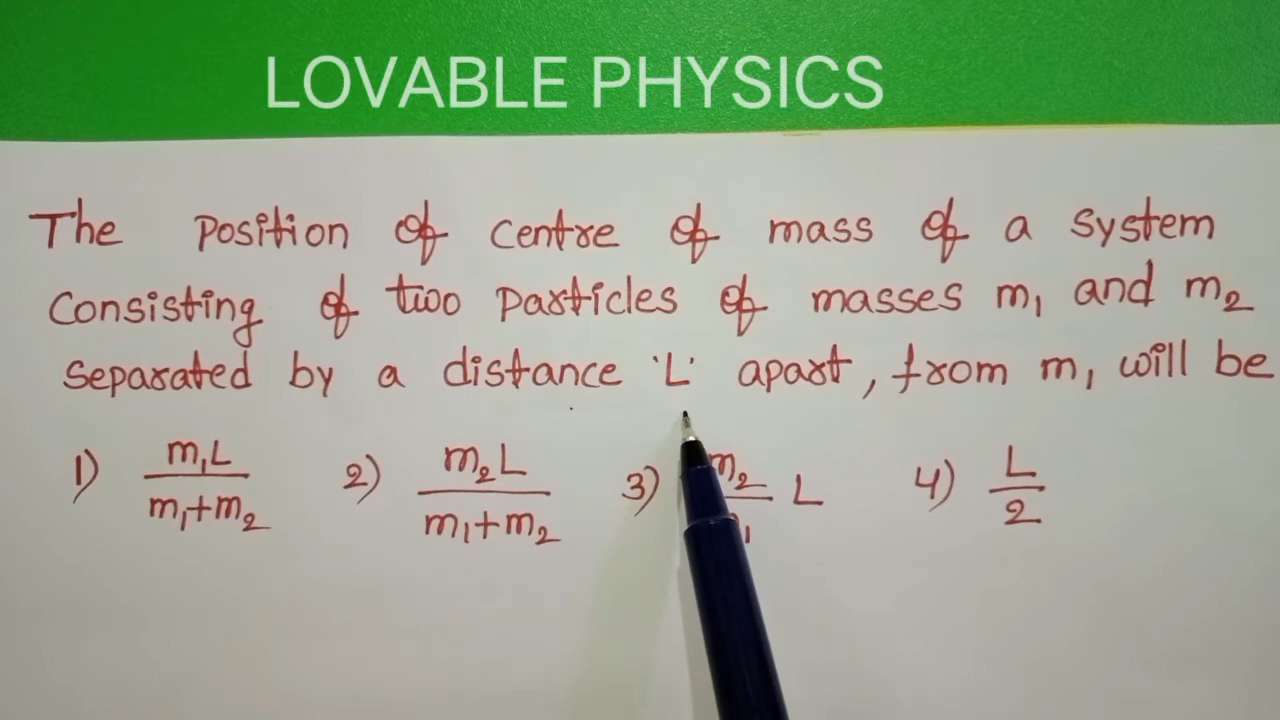 LOVABLE PHYSICS
The Position of centre of mass of a system
Consisting of two Particles of masses m₁ and m₂
Separated by a distance 'L' apart, from m₁ will be
1) m₁L/m₁+m₂ 2) m₂L/m₁+m₂ 3) m₂/ L 4) L/2